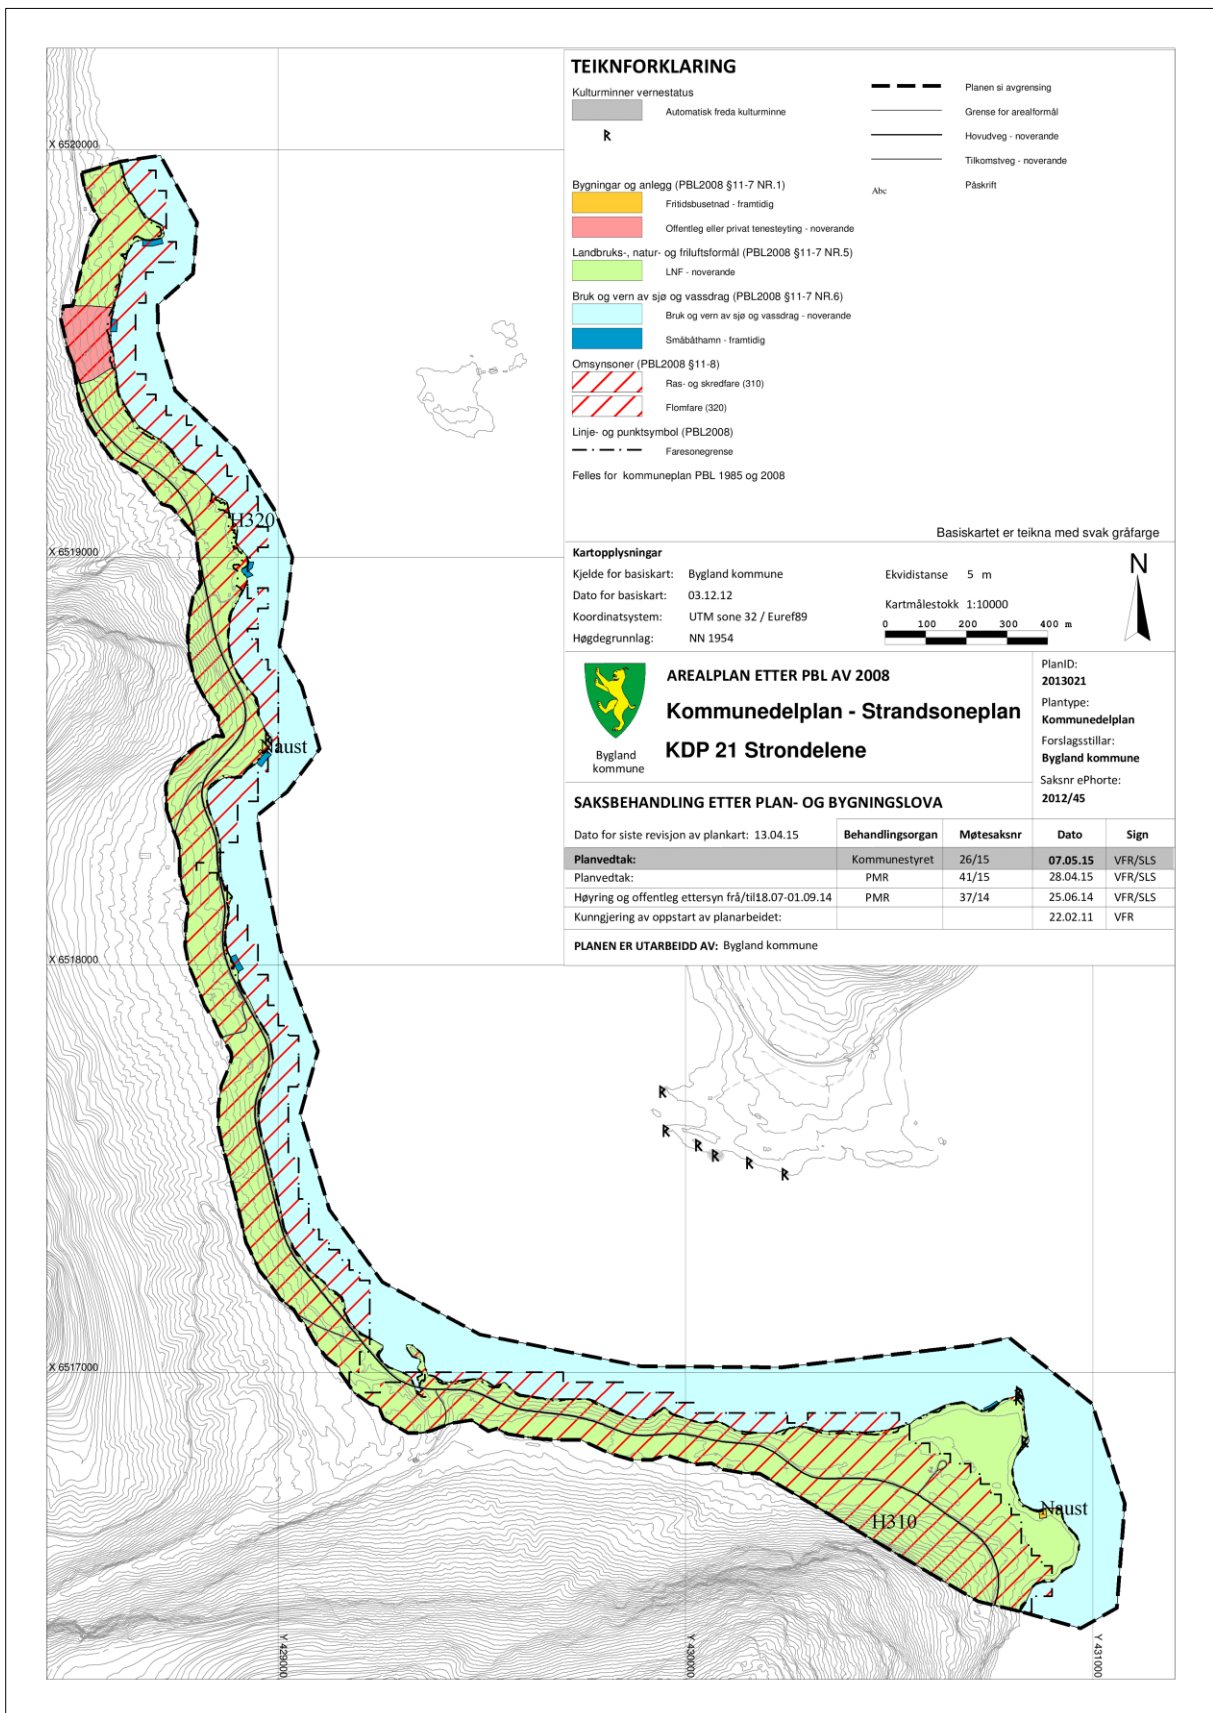 TEIKNFORKLARING
Kulturminner vernestatus
Automatisk freda kulturminne
R
Bygningar og anlegg (PBL2008 §11-7 NR.1)
Fritidsbusetnad - framtidig
Offentleg eller privat tenesteyting - noverande
Landbruks-, natur- og friluftsformål (PBL2008 §11-7 NR.5)
LNF - noverande
Bruk og vern av sjø og vassdrag (PBL2008 §11-7 NR.6)
Bruk og vern av sjø og vassdrag - noverande
Småbåthamn - framtidig
Omsynsoner (PBL2008 §11-8)
Ras- og skredfare (310)
Flomfare (320)
Linje- og punktsymbol (PBL2008)
Faresonegrense
Felles for kommuneplan PBL 1985 og 2008
Planen si avgrensing
Grense for arealformål
Hovudveg - noverande
Tilkomstveg - noverande
Abc Påskrift
Basiskartet er teikna med svak gråfarge
Kartopplysningar
Kjelde for basiskart: Bygland kommune
Dato for basiskart: 03.12.12
Koordinatsystem: UTM sone 32 / Euref89
Høgdegrunnlag: NN 1954
Ekvidistanse 5 m
Kartmålestokk 1:10000
0 100 200 300 400 m
N
Bygland
kommune
AREALPLAN ETTER PBL AV 2008
Kommunedelplan - Strandsoneplan
KDP 21 Strondelene
PlanID:
2013021
Plantype:
Kommunedelplan
Forslagsstillar:
Bygland kommune
Saksnr ePhorte:
2012/45
SAKSBEHANDLING ETTER PLAN- OG BYGNINGSLOVA
Dato for siste revisjon av plankart: 13.04.15 Behandlingsorgan Møtesaksnr Dato Sign
Planvedtak: Kommunestyret 26/15 07.05.15 VFR/SLS
Planvedtak: PMR 41/15 28.04.15 VFR/SLS
Høyring og offentleg ettersyn frå/til18.07-01.09.14 PMR 37/14 25.06.14 VFR/SLS
Kunngjering av oppstart av planarbeidet: 22.02.11 VFR
PLANEN ER UTARBEIDD AV: Bygland kommune
X 6520000
H320
X 6519000
Naust
X 6518000
R
R
R
R
R
R
X 6517000
R
R
Naust
H310
Y 429000
Y 430000
Y 431000